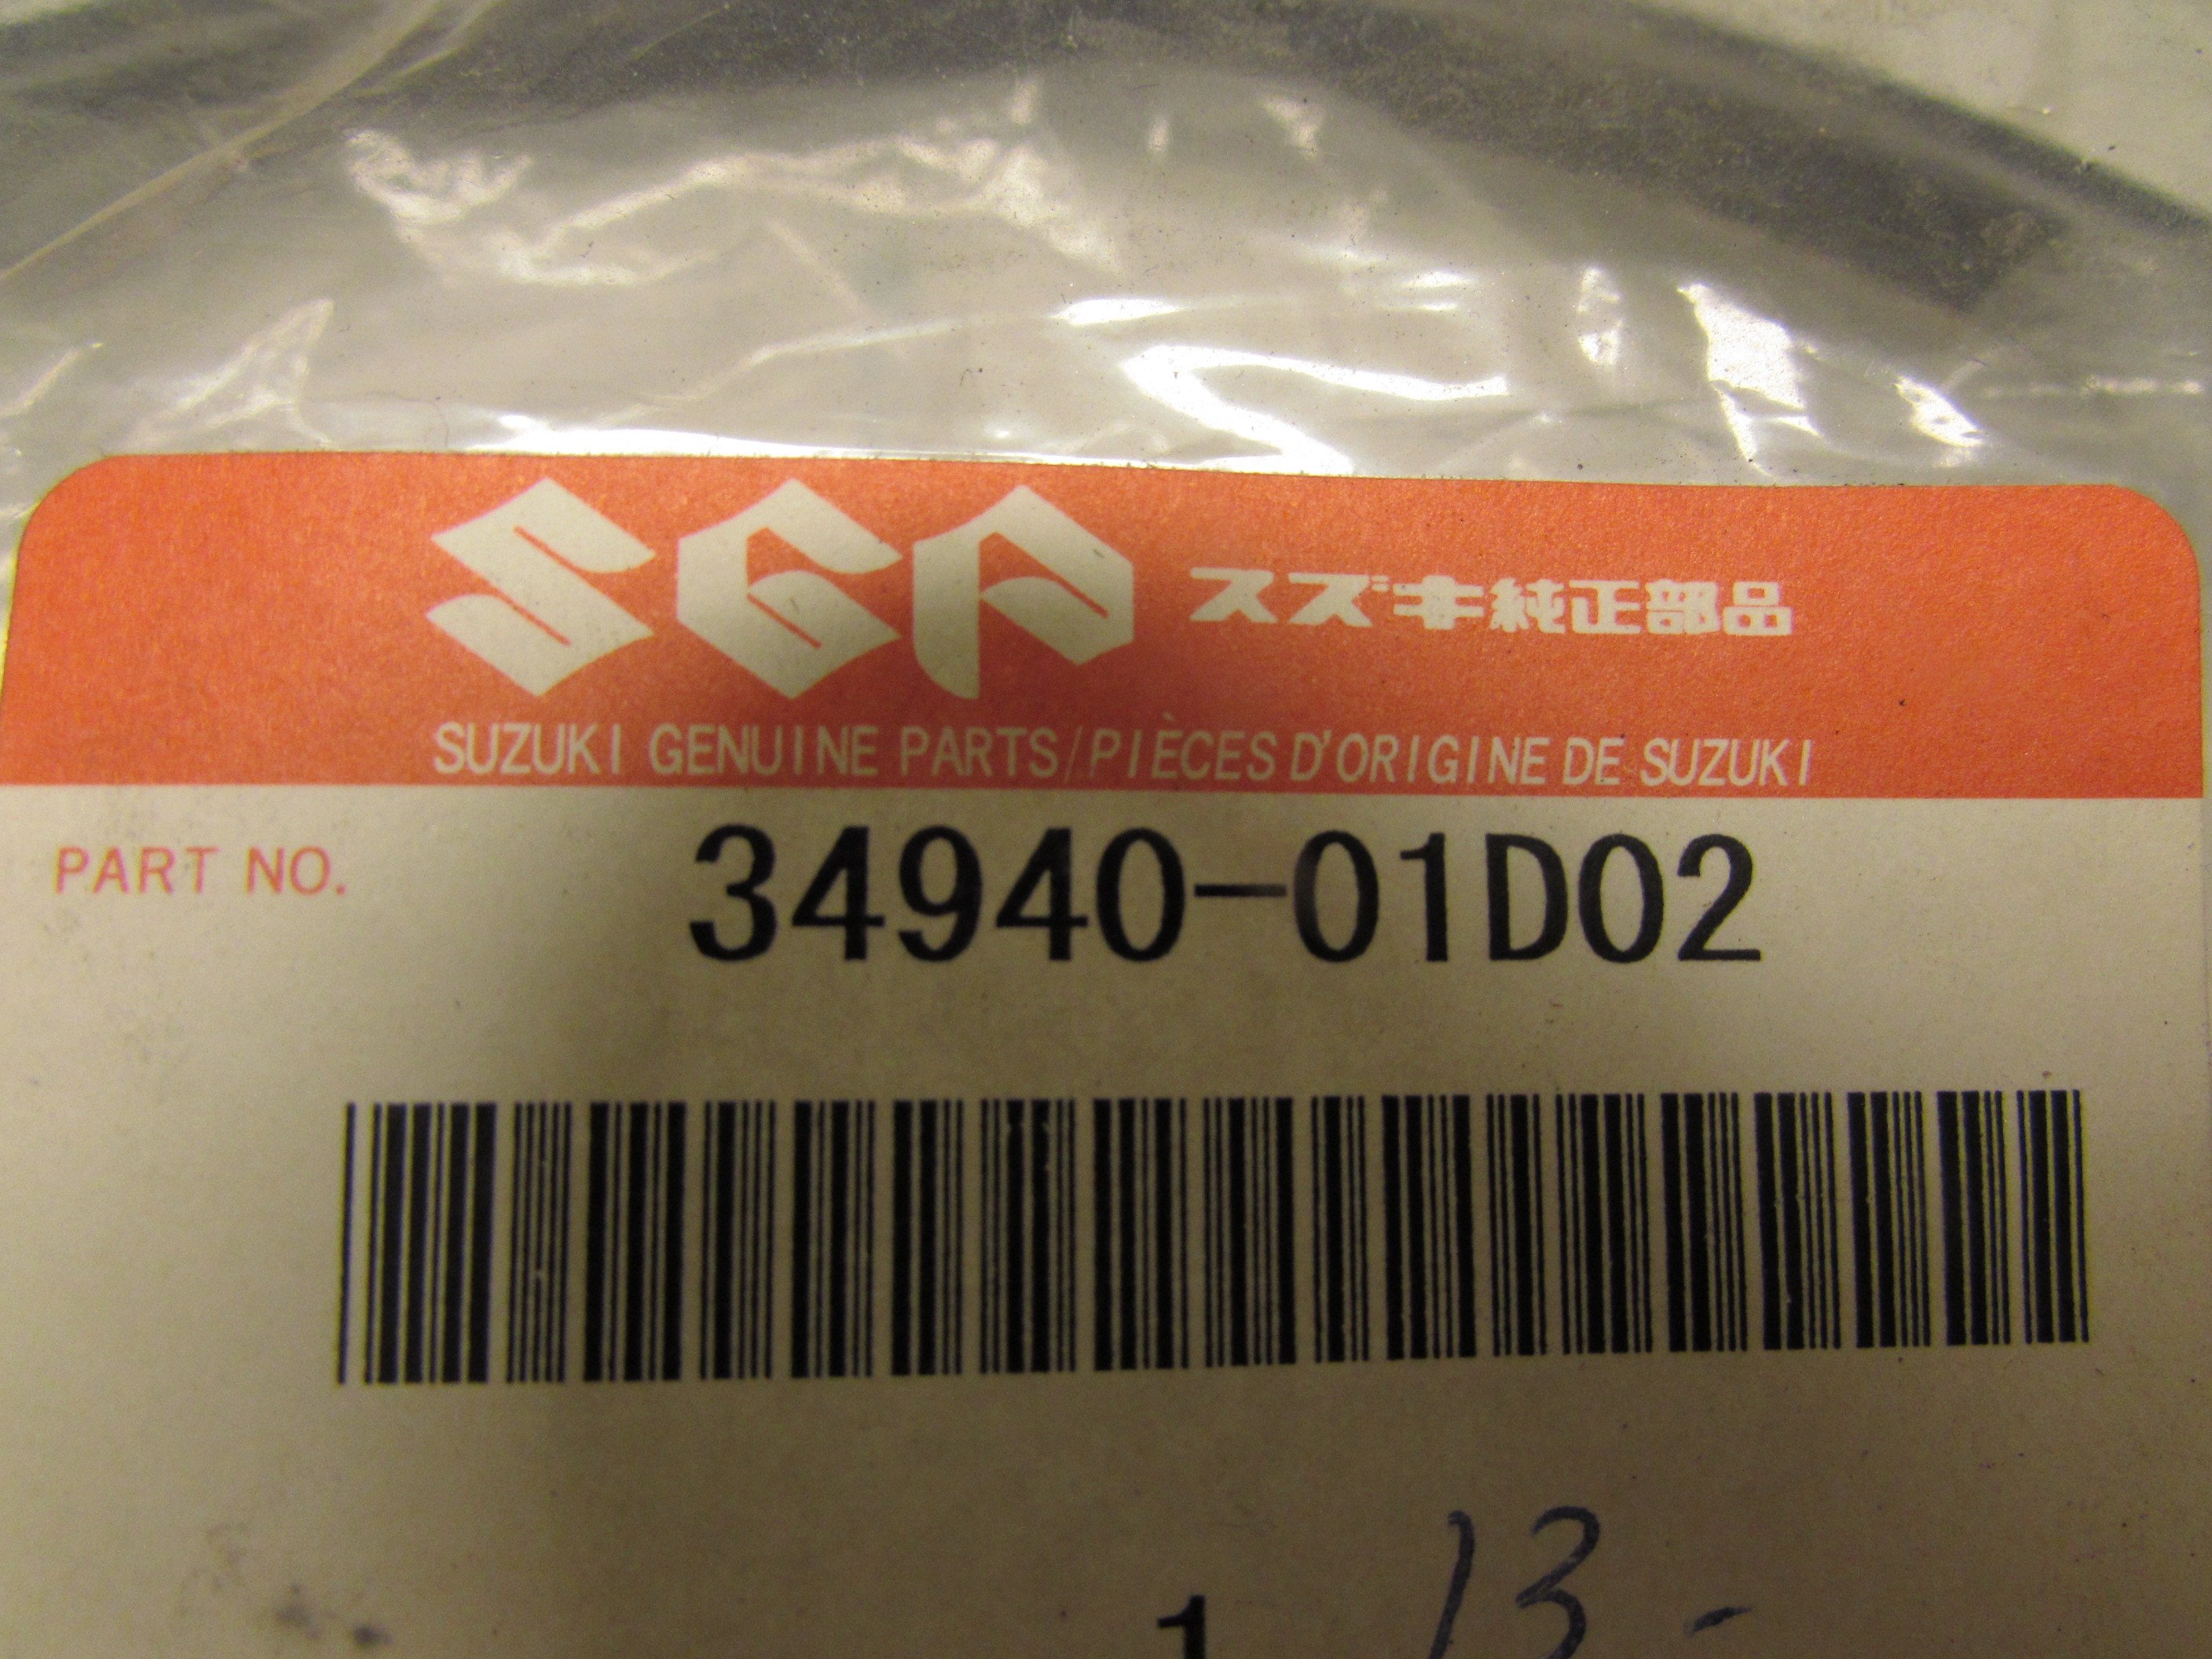 SGP スズキ純正部品
SUZUKI GENUINE PARTS/PIÈCES D'ORIGINE DE SUZUKI
PART NO. 34940-01D02
1 13-